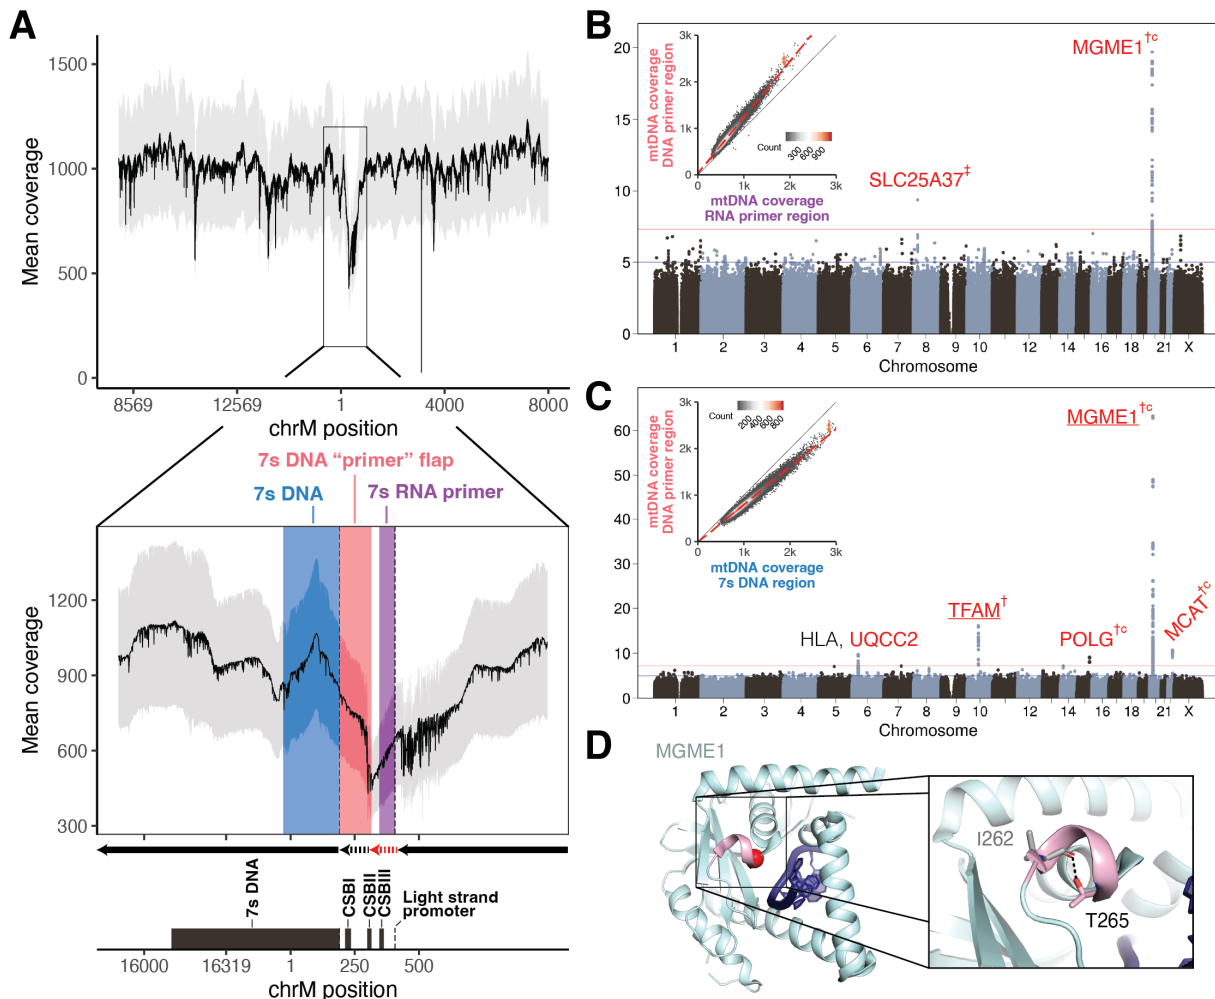 A
1500
1000
500
0
Mean coverage
8569
12569
1
4000
8000
chrM position
7s DNA “primer” flap
7s DNA
7s RNA primer
1200
900
600
300
Mean coverage
7s DNA
CSBI
CSBII
CSBIII
Light strand
promoter
16000
16319
1
250
500
chrM position
B
20
15
10
5
0
3k
2k
1k
0
mtDNA coverage
DNA primer region
Count
300
600
900
0
1k
2k
3k
mtDNA coverage
RNA primer region
SLC25A37‡
MGME1†c
1
2
3
4
5
6
7
8
9
10
12
14
16
18
21
X
Chromosome
C
60
50
40
30
20
10
0
3k
2k
1k
0
mtDNA coverage
DNA primer region
Count
200
400
600
800
0
1k
2k
3k
mtDNA coverage
7s DNA region
MGME1†c
HLA, UQCC2
TFAM†
POLG†c
MCAT†c
1
2
3
4
5
6
7
8
9
10
12
14
16
18
21
X
Chromosome
D
MGME1
I262
T265